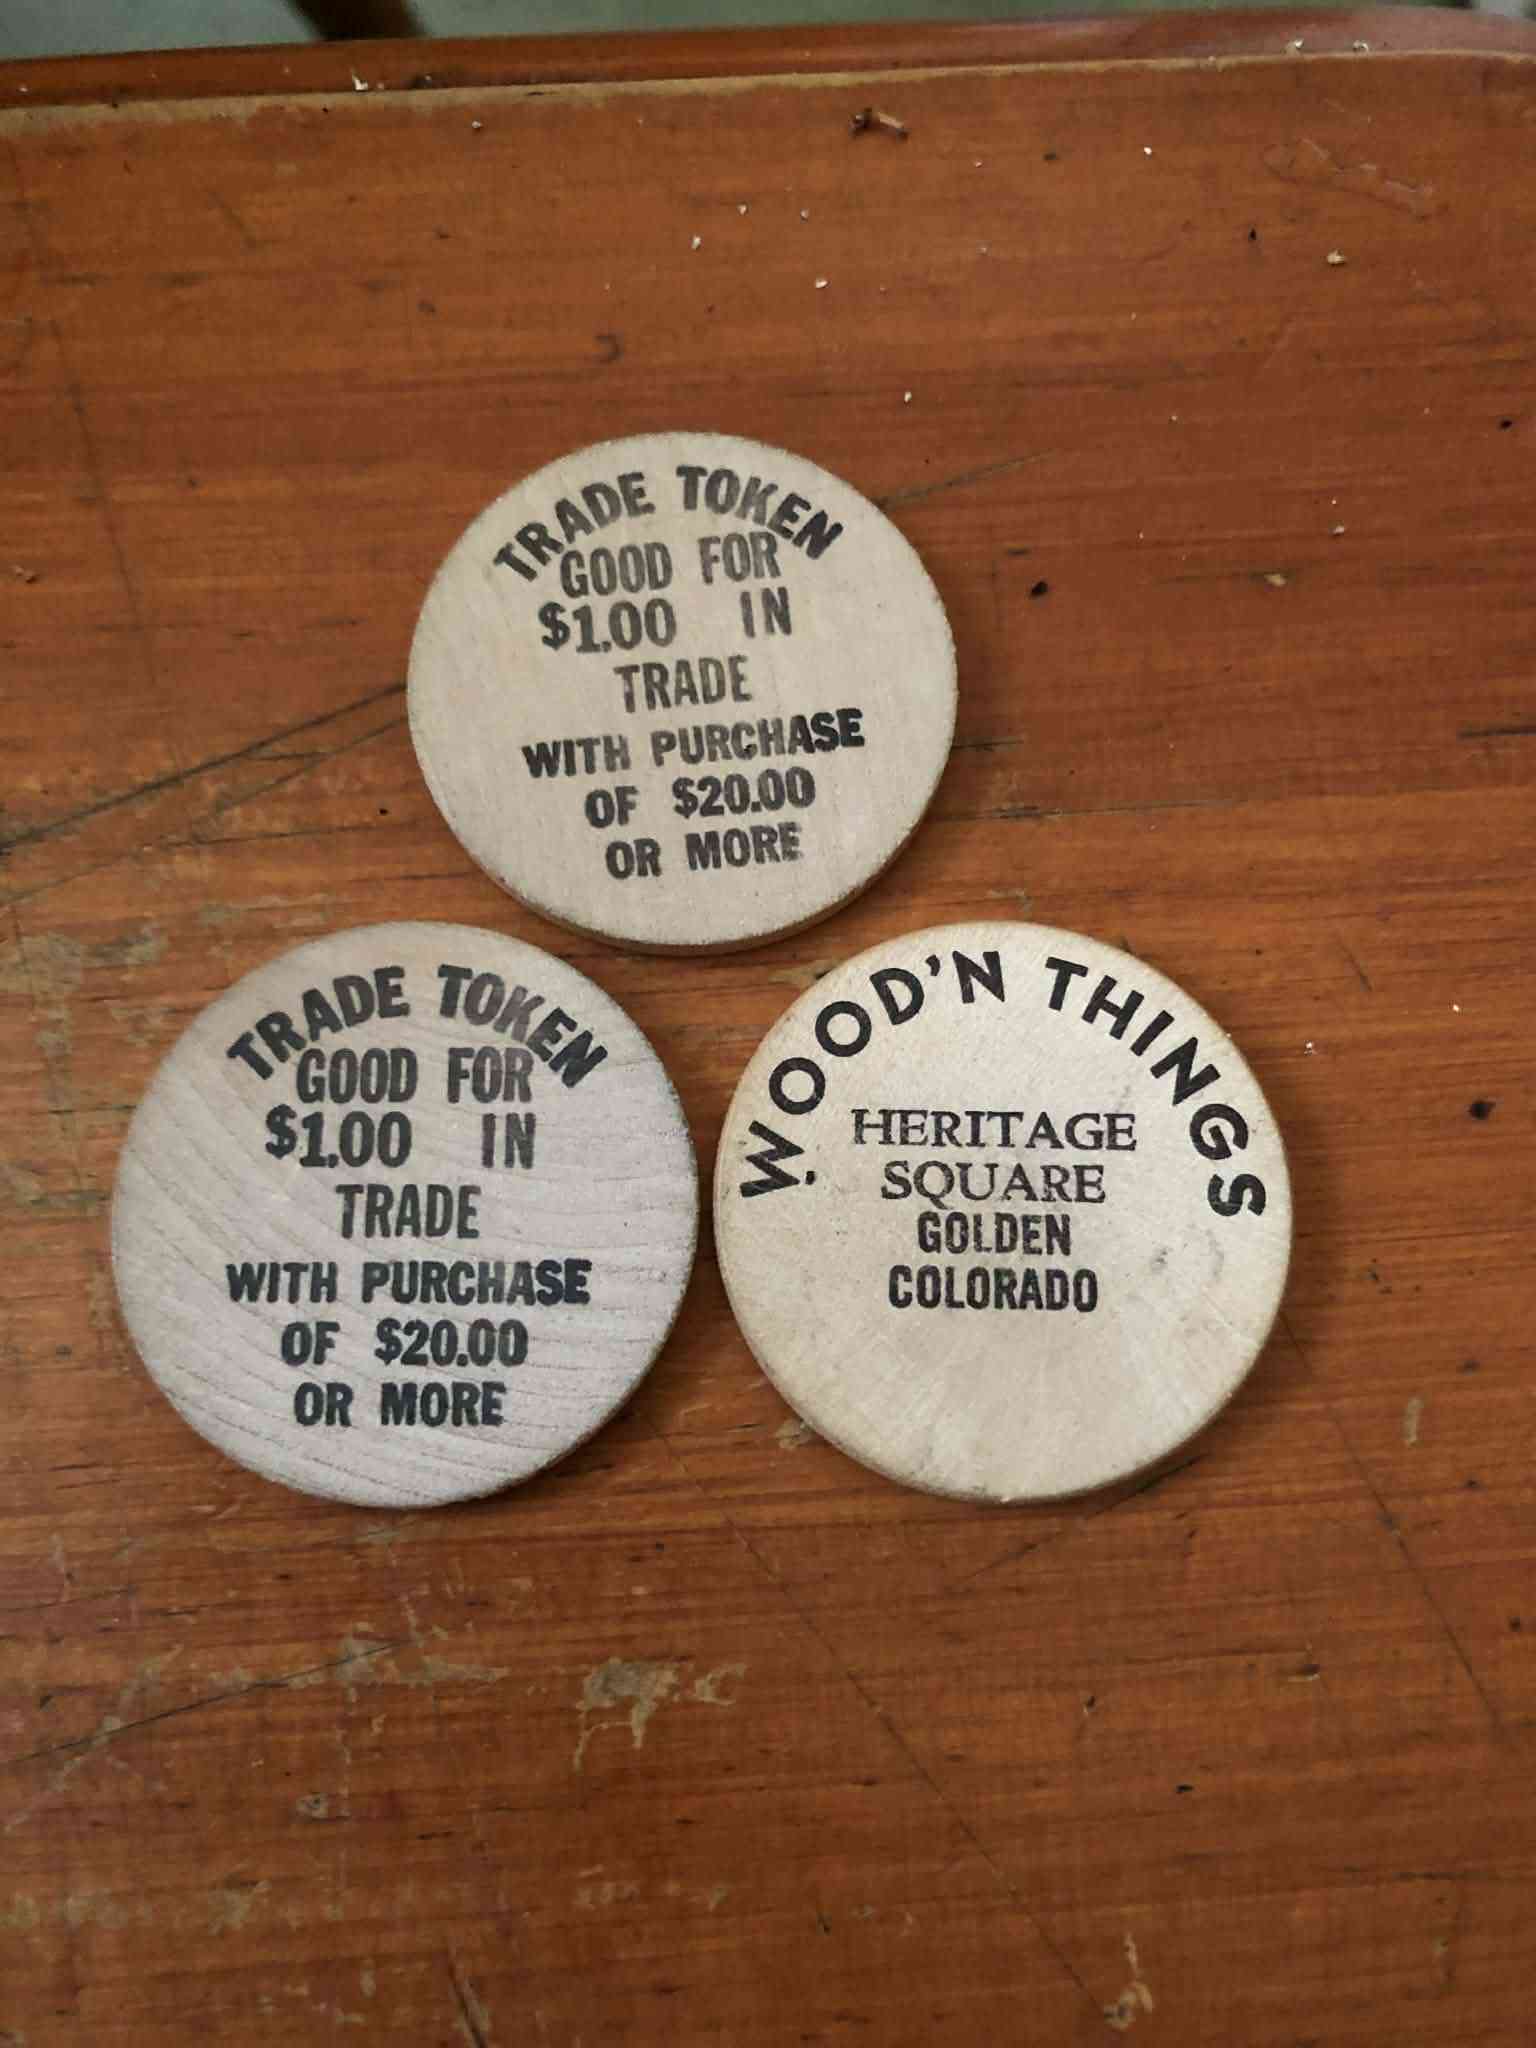 TRADE TOKEN
GOOD FOR
$1.00 IN
TRADE
WITH PURCHASE
OF $20.00
OR MORE
TRADE TOKEN
GOOD FOR
$1.00 IN
TRADE
WITH PURCHASE
OF $20.00
OR MORE
WOOD'N THINGS
HERITAGE
SQUARE
GOLDEN
COLORADO